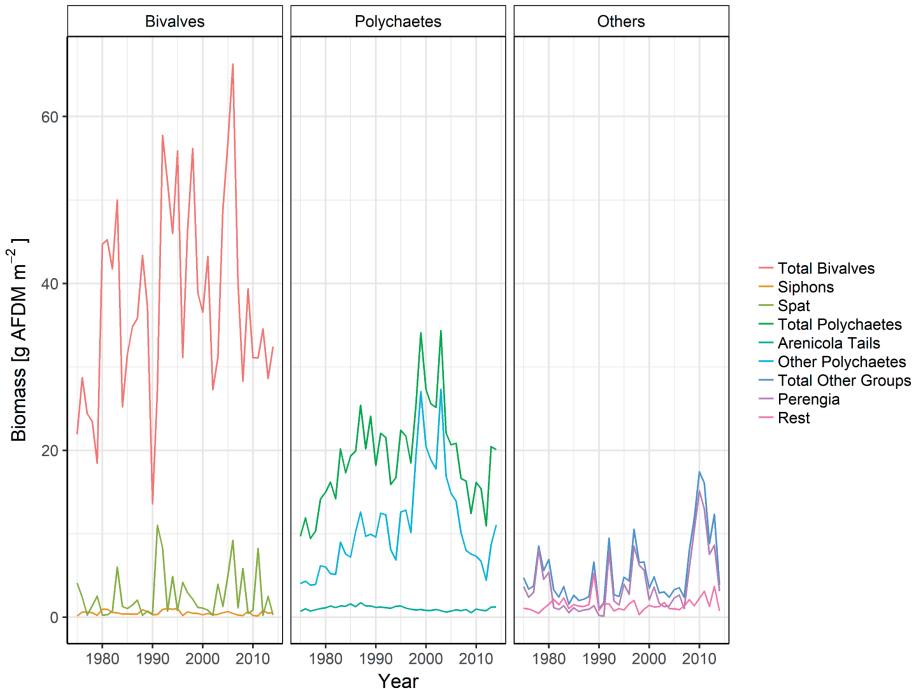 Bivalves Polychaetes Others
60
40
20
0
Biomass [g AFDM m⁻² ]
1980 1990 2000 2010 1980 1990 2000 2010 1980 1990 2000 2010
Year
Total Bivalves
Siphons
Spat
Total Polychaetes
Arenicola Tails
Other Polychaetes
Total Other Groups
Perengia
Rest